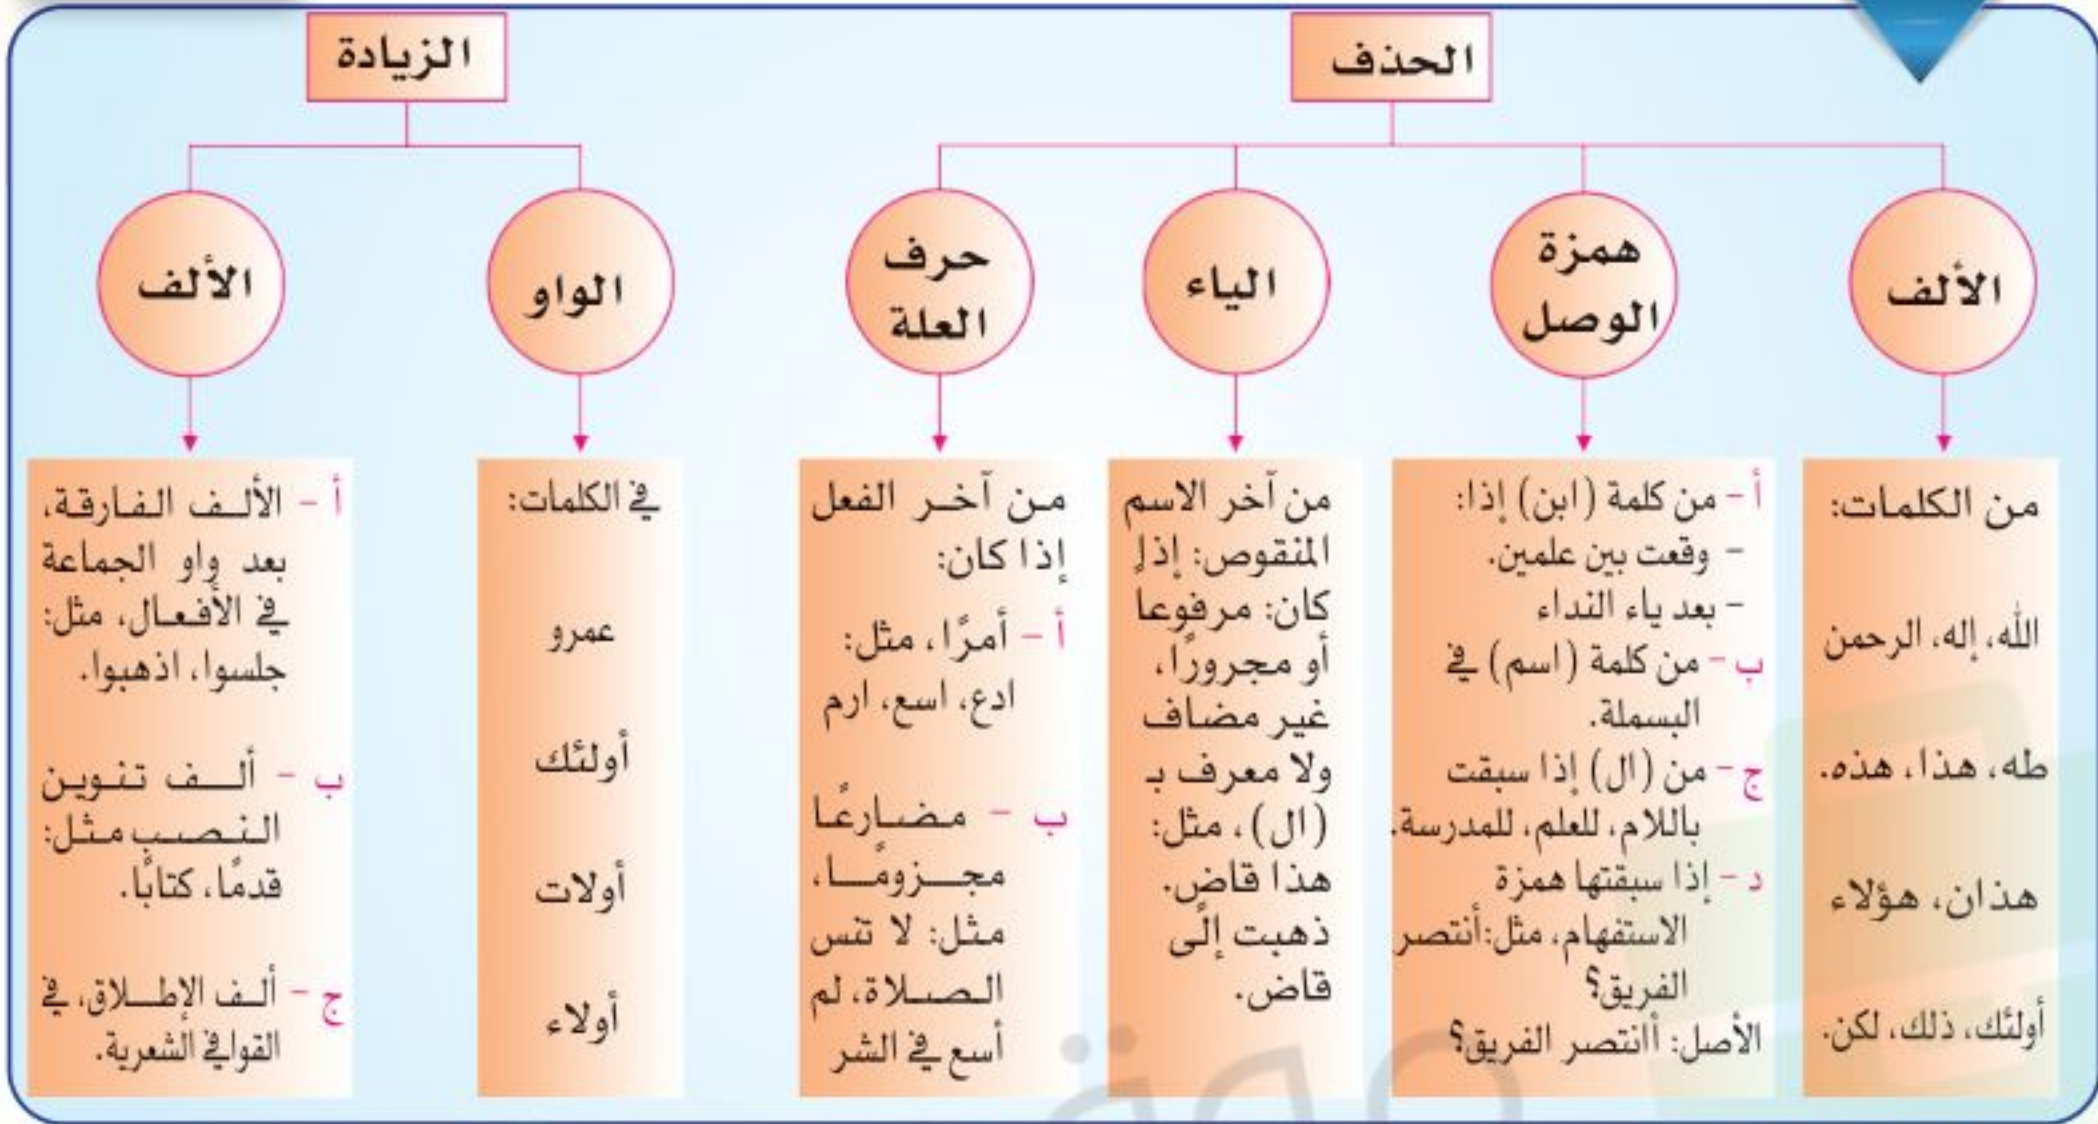 الحذف
الزيادة
الألف
همزة
الوصل
الياء
حرف
العلة
الواو
الألف
من الكلمات:
الله، إله، الرحمن
طه، هذا، هذه.
هذان، هؤلاء
أولئك، ذلك، لكن.
أ - من كلمة (ابن) إذا:
- وقعت بين علمين.
- بعد ياء النداء
ب - من كلمة (اسم) في
البسملة.
ج - من (ال) إذا سبقت
باللام، للعلم، للمدرسة.
د - إذا سبقتها همزة
الاستفهام، مثل:أنتصر
الفريق؟
الأصل: أانتصر الفريق؟
من آخر الاسم
المنقوص: إذا
كان: مرفوعاً
أو مجرورًا،
غير مضاف
ولا معرف بـ
(ال)، مثل:
هذا قاض.
ذهبت إلى
قاض.
من آخر الفعل
إذا كان:
أ - أمرًا، مثل:
ادع، اسع، ارم
ب - مضارعًا
مجزومًا،
مثل: لا تنس
الصلاة، لم
أسع في الشر
في الكلمات:
عمرو
أولئك
أولات
أولاء
أ - الألف الفارقة،
بعد واو الجماعة
في الأفعال، مثل:
جلسوا، اذهبوا.
ب - ألف تنوين
النصب مثل:
قدمًا، كتابًا.
ج - ألف الإطلاق، في
القوافي الشعرية.